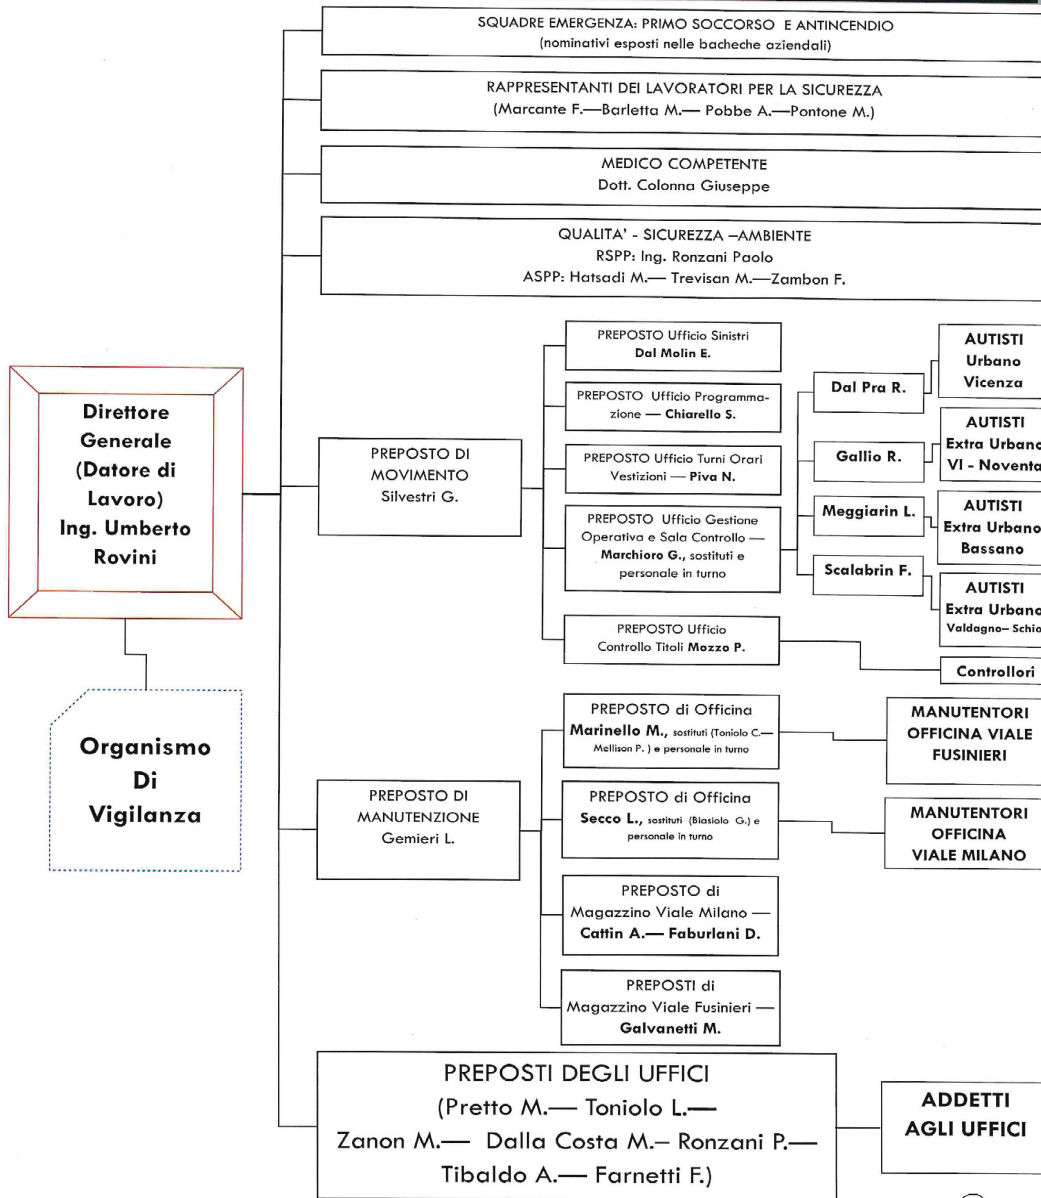 SQUADRE EMERGENZA: PRIMO SOCCORSO E ANTINCENDIO
(nominativi esposti nelle bacheche aziendali)
RAPPRESENTANTI DEI LAVORATORI PER LA SICUREZZA
(Marcante F.—Barletta M.— Pobbe A.—Pontone M.)
MEDICO COMPETENTE
Dott. Colonna Giuseppe
QUALITA' - SICUREZZA –AMBIENTE
RSPP: Ing. Ronzani Paolo
ASPP: Hatsadi M.— Trevisan M.—Zambon F.
Direttore
Generale
(Datore di
Lavoro)
Ing. Umberto
Rovini
Organismo
Di
Vigilanza
PREPOSTO DI
MOVIMENTO
Silvestri G.
PREPOSTO Ufficio Sinistri
Dal Molin E.
PREPOSTO Ufficio Programma-
zione — Chiarello S.
PREPOSTO Ufficio Turni Orari
Vestizioni — Piva N.
PREPOSTO Ufficio Gestione
Operativa e Sala Controllo —
Marchioro G., sostituti e
personale in turno
PREPOSTO Ufficio
Controllo Titoli Mozzo P.
Dal Pra R.
Gallio R.
Meggiarin L.
Scalabrin F.
AUTISTI
Urbano
Vicenza
AUTISTI
Extra Urbano
VI - Noventa
AUTISTI
Extra Urbano
Bassano
AUTISTI
Extra Urbano
Valdagno– Schio
Controllori
PREPOSTO DI
MANUTENZIONE
Gemieri L.
PREPOSTO di Officina
Marinello M., sostituti (Toniolo C.—
Mellison P. ) e personale in turno
PREPOSTO di Officina
Secco L., sostituti (Biasiolo G.) e
personale in turno
PREPOSTO di
Magazzino Viale Milano —
Cattin A.— Faburlani D.
PREPOSTI di
Magazzino Viale Fusinieri —
Galvanetti M.
MANUTENTORI
OFFICINA VIALE
FUSINIERI
MANUTENTORI
OFFICINA
VIALE MILANO
PREPOSTI DEGLI UFFICI
(Pretto M.— Toniolo L.—
Zanon M.— Dalla Costa M.– Ronzani P.—
Tibaldo A.— Farnetti F.)
ADDETTI
AGLI UFFICI